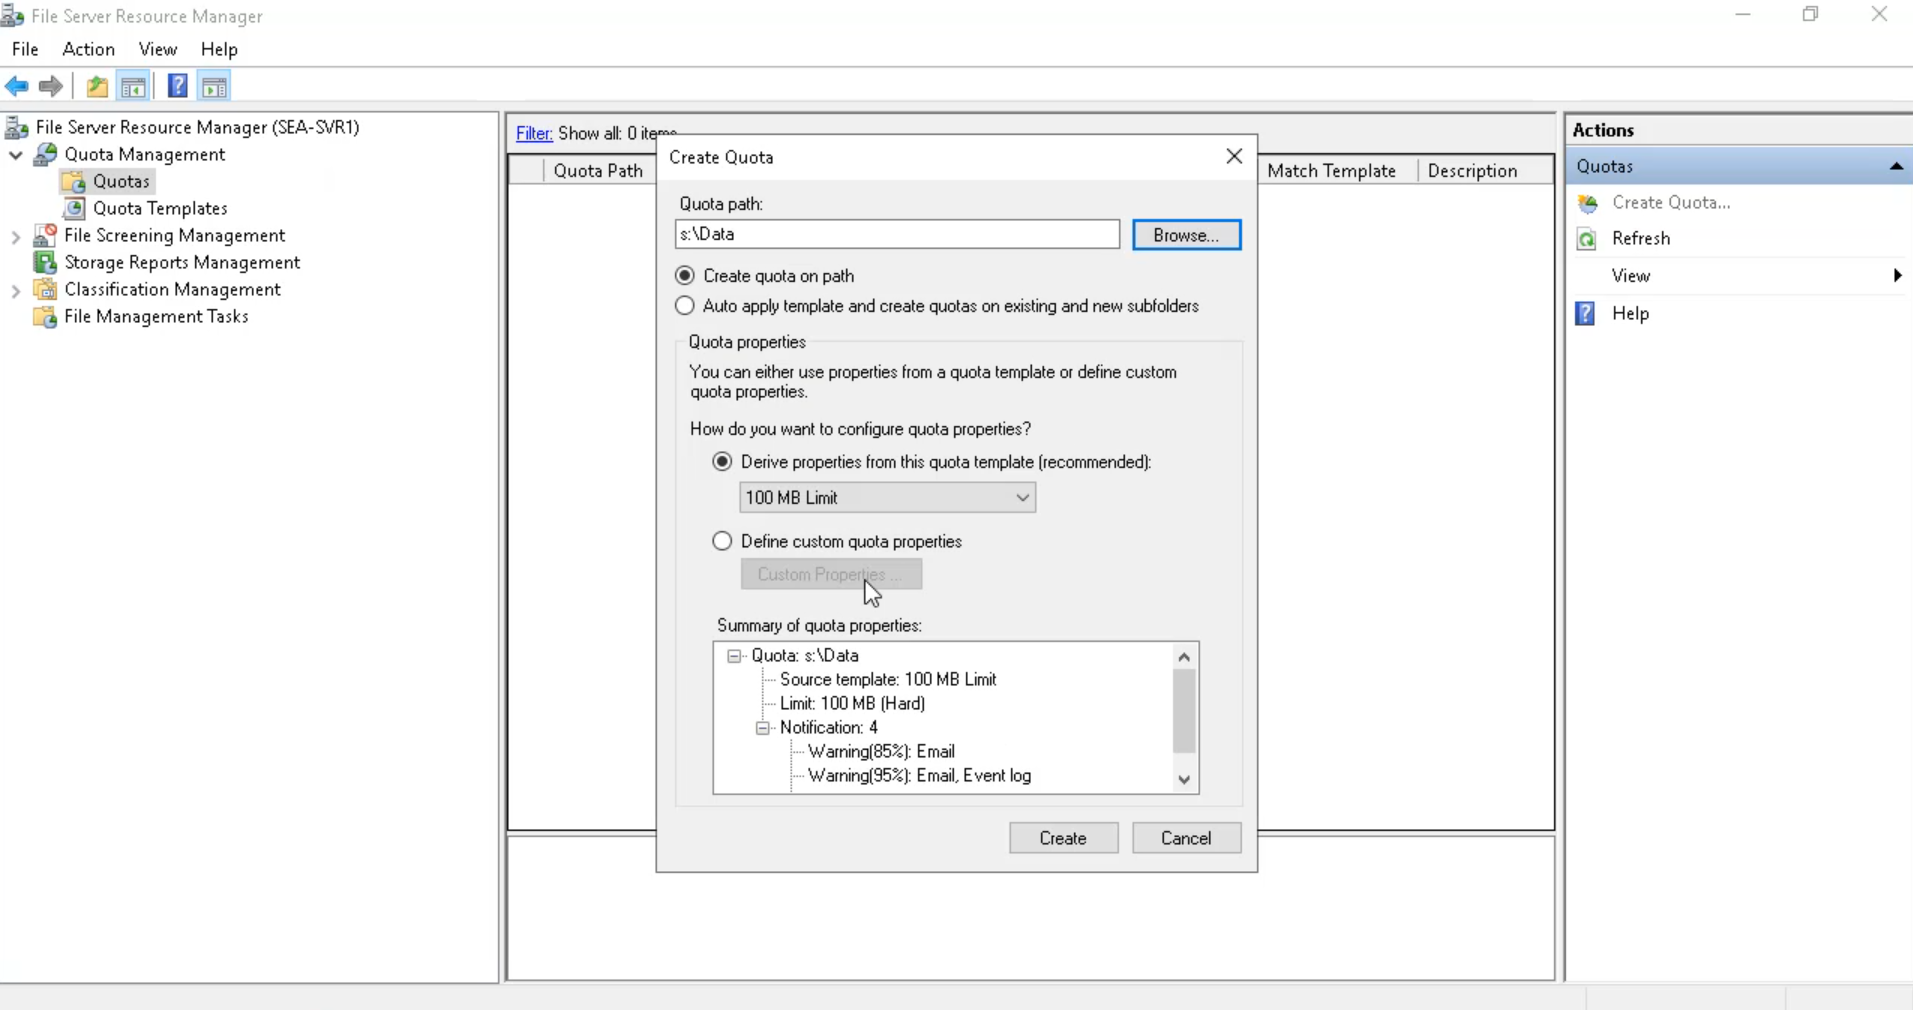 File Server Resource Manager
File Action View Help
File Server Resource Manager (SEA-SVR1)
Quota Management
Quotas
Quota Templates
File Screening Management
Storage Reports Management
Classification Management
File Management Tasks
Filter: Show all: 0 items
Quota Path
Match Template
Description
Create Quota
Quota path:
s:\Data
Browse...
Create quota on path
Auto apply template and create quotas on existing and new subfolders
Quota properties
You can either use properties from a quota template or define custom
quota properties.
How do you want to configure quota properties?
Derive properties from this quota template (recommended):
100 MB Limit
Define custom quota properties
Custom Properties ...
Summary of quota properties:
Quota: s:\Data
Source template: 100 MB Limit
Limit: 100 MB (Hard)
Notification: 4
Warning(85%): Email
Warning(95%): Email, Event log
Create
Cancel
Actions
Quotas
Create Quota...
Refresh
View
Help